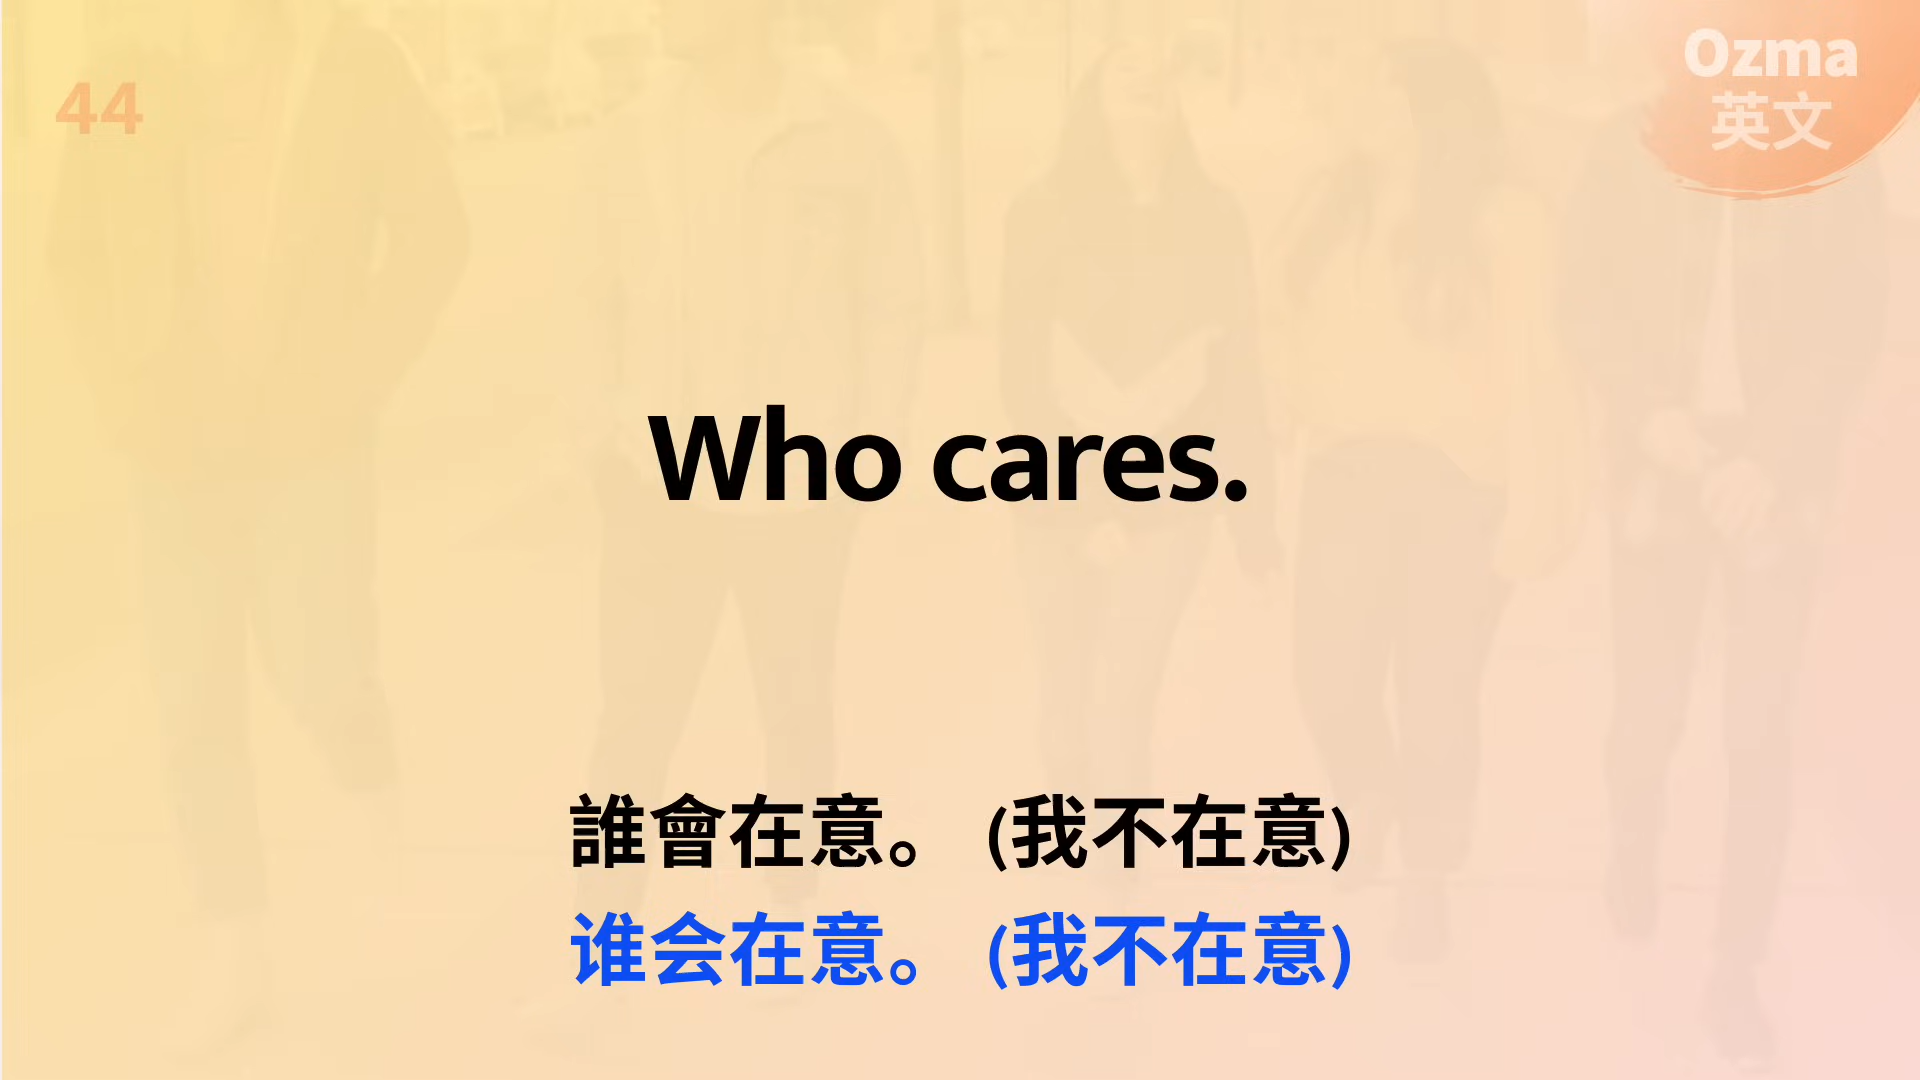 44
Ozma
英文
Who cares.
誰會在意。 (我不在意)
谁会在意。 (我不在意)